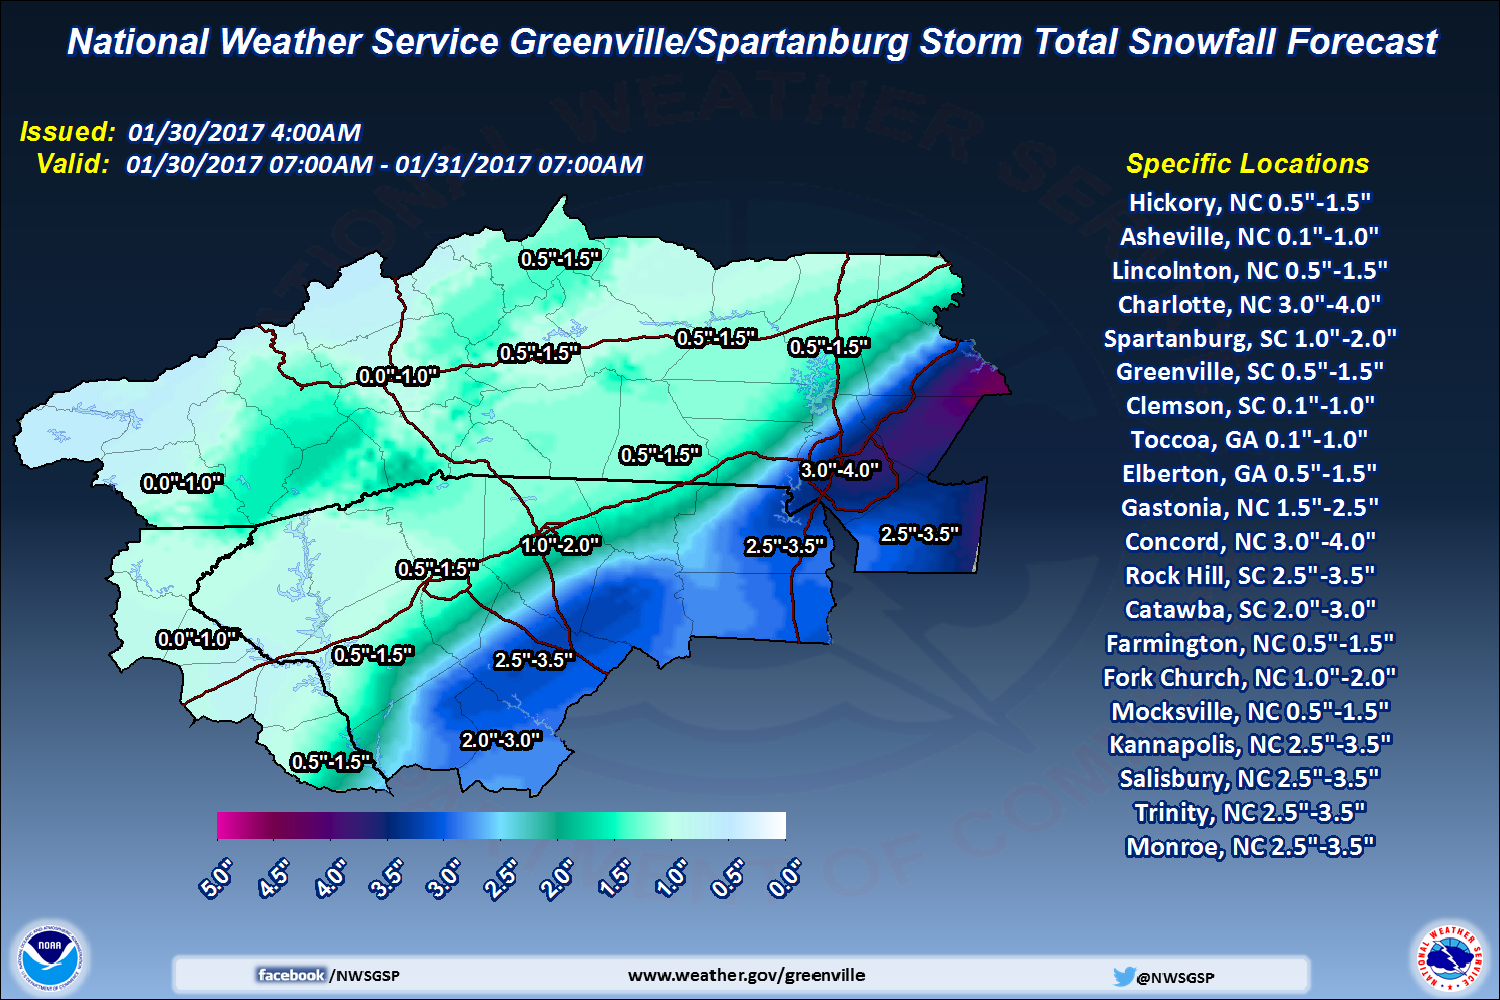 National Weather Service Greenville/Spartanburg Storm Total Snowfall Forecast
Issued: 01/30/2017 4:00AM
Valid: 01/30/2017 07:00AM - 01/31/2017 07:00AM
Specific Locations
Hickory, NC 0.5"-1.5"
Asheville, NC 0.1"-1.0"
Lincolnton, NC 0.5"-1.5"
Charlotte, NC 3.0"-4.0"
Spartanburg, SC 1.0"-2.0"
Greenville, SC 0.5"-1.5"
Clemson, SC 0.1"-1.0"
Toccoa, GA 0.1"-1.0"
Elberton, GA 0.5"-1.5"
Gastonia, NC 1.5"-2.5"
Concord, NC 3.0"-4.0"
Rock Hill, SC 2.5"-3.5"
Catawba, SC 2.0"-3.0"
Farmington, NC 0.5"-1.5"
Fork Church, NC 1.0"-2.0"
Mocksville, NC 0.5"-1.5"
Kannapolis, NC 2.5"-3.5"
Salisbury, NC 2.5"-3.5"
Trinity, NC 2.5"-3.5"
Monroe, NC 2.5"-3.5"
0.5"-1.5"
0.5"-1.5"
0.5"-1.5"
0.5"-1.5"
0.0"-1.0"
0.5"-1.5"
3.0"-4.0"
0.0"-1.0"
2.5"-3.5"
1.0"-2.0"
2.5"-3.5"
0.5"-1.5"
0.0"-1.0"
0.5"-1.5"
2.5"-3.5"
2.0"-3.0"
0.5"-1.5"
5.0" 4.5" 4.0" 3.5" 3.0" 2.5" 2.0" 1.5" 1.0" 0.5" 0.0"
NOAA
facebook /NWSGSP
www.weather.gov/greenville
@NWSGSP
NATIONAL WEATHER SERVICE